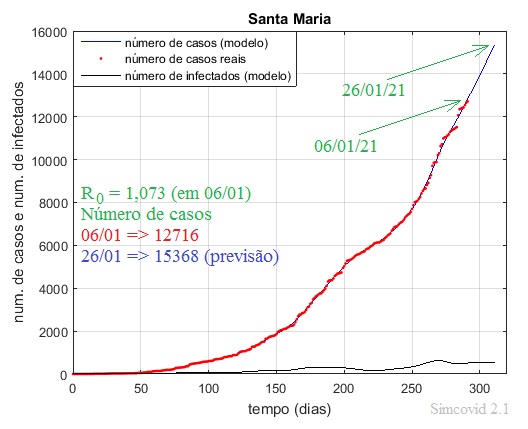 Santa Maria
16000
14000
12000
10000
8000
6000
4000
2000
0
num. de casos e num. de infectados
número de casos (modelo)
número de casos reais
número de infectados (modelo)
26/01/21
06/01/21
R0 = 1,073 (em 06/01)
Número de casos
06/01 => 12716
26/01 => 15368 (previsão)
0 50 100 150 200 250 300
tempo (dias)
Simcovid 2.1